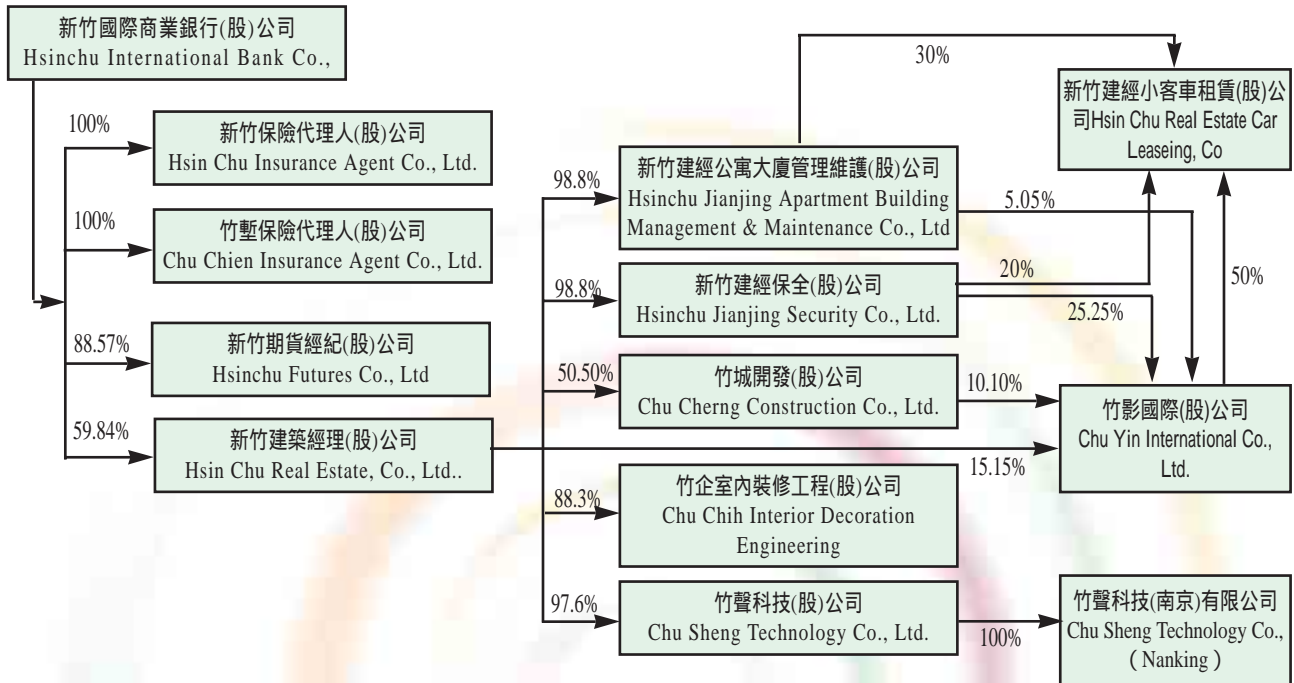 新竹國際商業銀行(股)公司
Hsinchu International Bank Co.,
100%
新竹保險代理人(股)公司
Hsin Chu Insurance Agent Co., Ltd.
100%
竹塹保險代理人(股)公司
Chu Chien Insurance Agent Co., Ltd.
88.57%
新竹期貨經紀(股)公司
Hsinchu Futures Co., Ltd
59.84%
新竹建築經理(股)公司
Hsin Chu Real Estate, Co., Ltd..
98.8%
新竹建經公寓大廈管理維護(股)公司
Hsinchu Jianjing Apartment Building
Management & Maintenance Co., Ltd
98.8%
新竹建經保全(股)公司
Hsinchu Jianjing Security Co., Ltd.
50.50%
竹城開發(股)公司
Chu Cherng Construction Co., Ltd.
88.3%
竹企室內裝修工程(股)公司
Chu Chih Interior Decoration
Engineering
97.6%
竹聲科技(股)公司
Chu Sheng Technology Co., Ltd.
30%
新竹建經小客車租賃(股)公
司Hsin Chu Real Estate Car
Leaseing, Co
5.05%
20%
50%
25.25%
10.10%
15.15%
竹影國際(股)公司
Chu Yin International Co.,
Ltd.
100%
竹聲科技(南京)有限公司
Chu Sheng Technology Co.,
( Nanking )